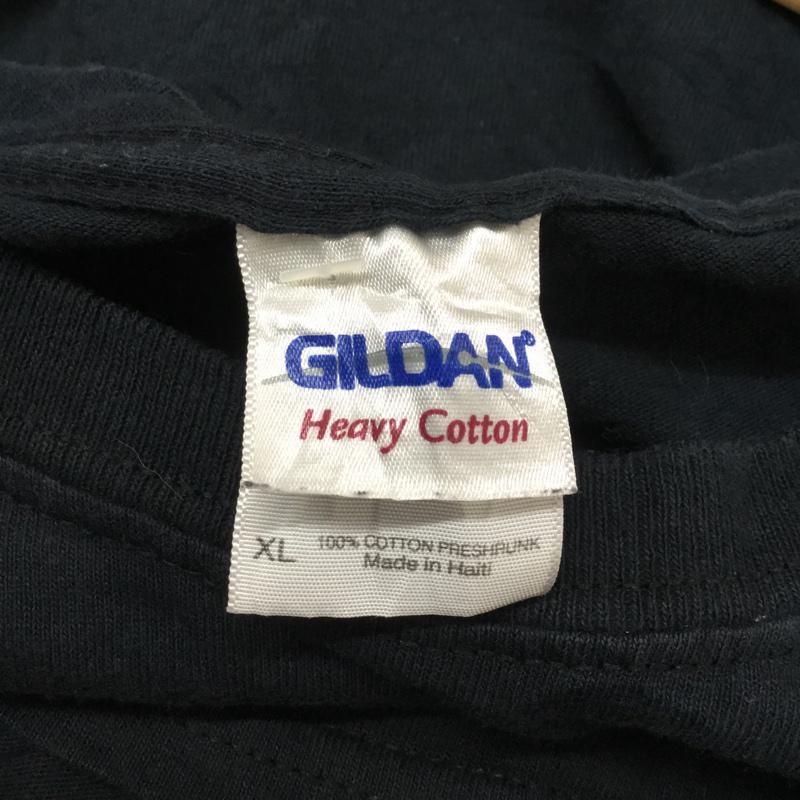 GILDAN®
Heavy Cotton
XL 100% COTTON PRESHRUNK
Made in Haiti